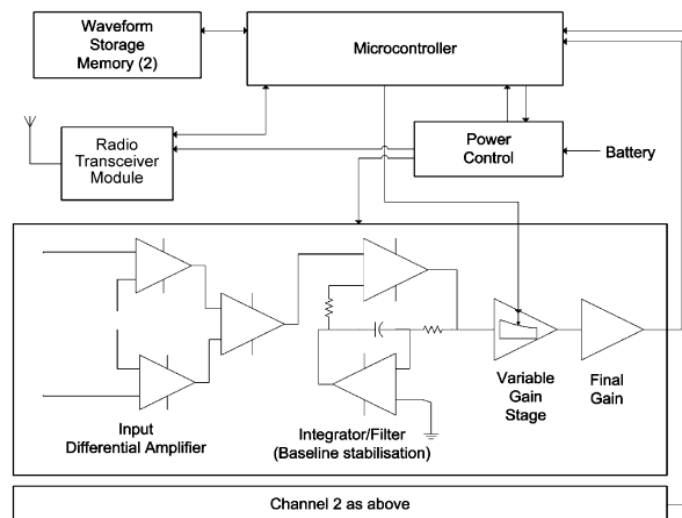 Waveform
Storage
Memory (2)
Microcontroller
Radio
Transceiver
Module
Power
Control
Battery
Input
Differential Amplifier
Integrator/Filter
(Baseline stabilisation)
Variable
Gain
Stage
Final
Gain
Channel 2 as above